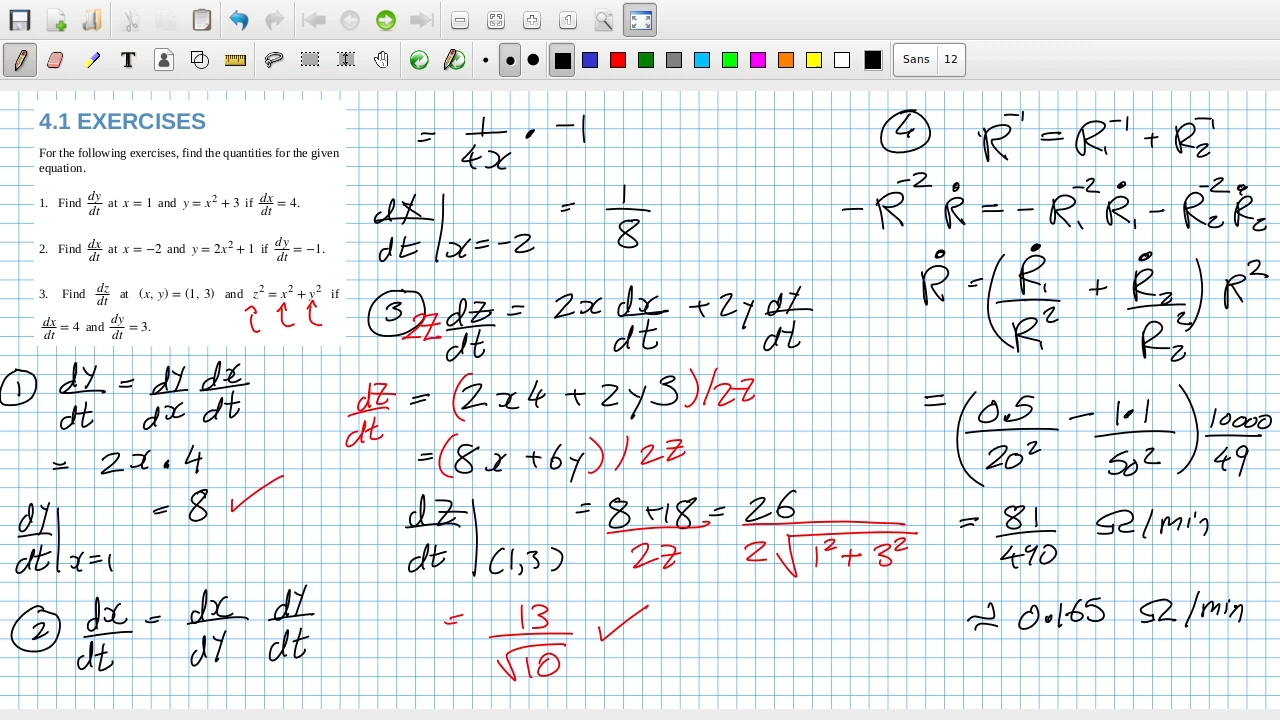 Sans 12
4.1 EXERCISES
For the following exercises, find the quantities for the given
equation.
1. Find dy/dt at x = 1 and y = x² + 3 if dx/dt = 4.
2. Find dx/dt at x = −2 and y = 2x² + 1 if dy/dt = −1.
3. Find dz/dt at (x, y) = (1, 3) and z² = x² + y² if
dx/dt = 4 and dy/dt = 3.
① dy/dt = dy/dx dx/dt
= 2x · 4
dy/dt |x=1 = 8 ✓
② dx/dt = dx/dy dy/dt
= 1/4x · −1
dx/dt |x=−2 = 1/8
③ 2z dz/dt = 2x dx/dt + 2y dy/dt
dz/dt = (2x4 + 2y3)/2z
= (8x + 6y)/2z
dz/dt |(1,3) = 8+18/2z = 26/2√1²+3²
= 13/√10 ✓
④ R⁻¹ = R₁⁻¹ + R₂⁻¹
−R⁻² Ṙ = −R₁⁻² Ṙ₁ − R₂⁻² Ṙ₂
Ṙ = (Ṙ₁/R₁² + Ṙ₂/R₂²) R²
= (0.5/20² − 1.1/50²) 10000/49
= 81/490 Ω/min
≈ 0.165 Ω/min